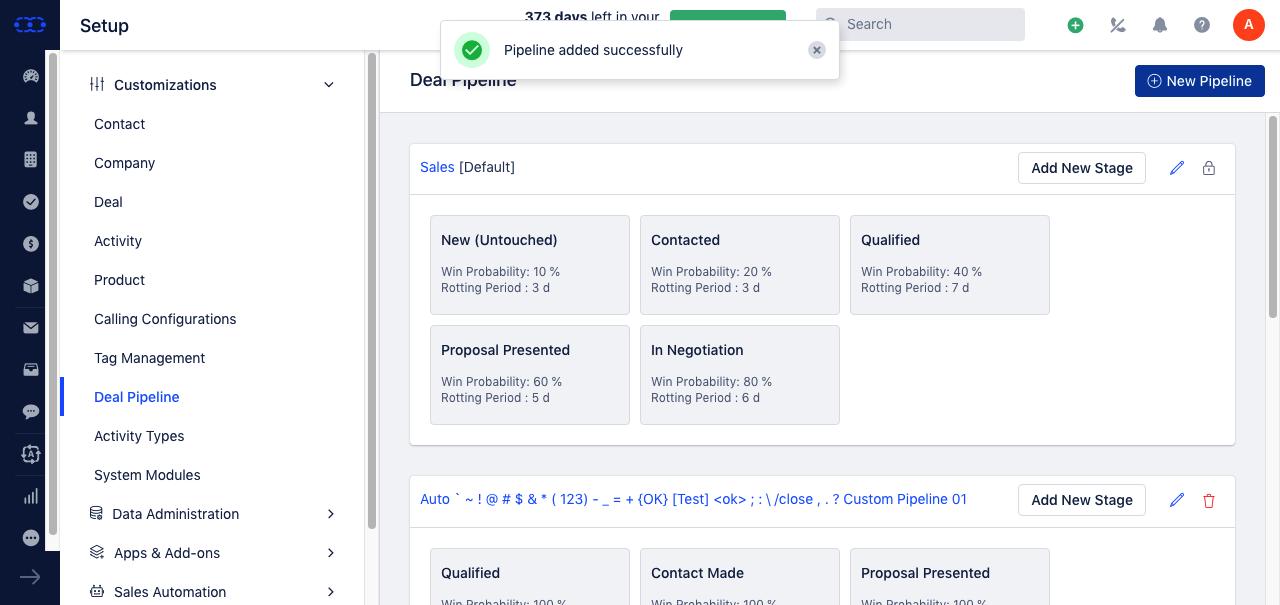 Setup
373 days left in your
Search
A
Pipeline added successfully
Customizations
Contact
Company
Deal
Activity
Product
Calling Configurations
Tag Management
Deal Pipeline
Activity Types
System Modules
Data Administration
Apps & Add-ons
Sales Automation
Deal Pipeline
New Pipeline
Sales [Default]
Add New Stage
New (Untouched)
Win Probability: 10 %
Rotting Period : 3 d
Contacted
Win Probability: 20 %
Rotting Period : 3 d
Qualified
Win Probability: 40 %
Rotting Period : 7 d
Proposal Presented
Win Probability: 60 %
Rotting Period : 5 d
In Negotiation
Win Probability: 80 %
Rotting Period : 6 d
Auto ` ~ ! @ # $ & * ( 123) - _ = + {OK} [Test] <ok> ; : \ /close , . ? Custom Pipeline 01
Add New Stage
Qualified
Win Probability: 100 %
Contact Made
Win Probability: 100 %
Proposal Presented
Win Probability: 100 %